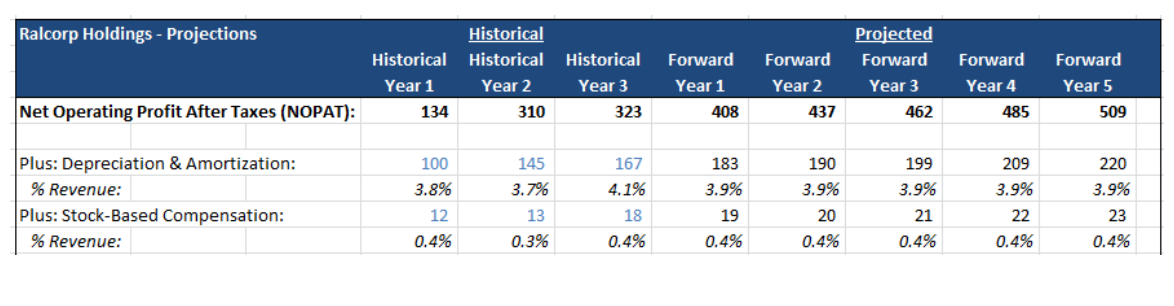 Ralcorp Holdings - Projections Historical Projected
Historical Historical Historical Forward Forward Forward Forward Forward
Year 1 Year 2 Year 3 Year 1 Year 2 Year 3 Year 4 Year 5
Net Operating Profit After Taxes (NOPAT): 134 310 323 408 437 462 485 509
Plus: Depreciation & Amortization: 100 145 167 183 190 199 209 220
% Revenue: 3.8% 3.7% 4.1% 3.9% 3.9% 3.9% 3.9% 3.9%
Plus: Stock-Based Compensation: 12 13 18 19 20 21 22 23
% Revenue: 0.4% 0.3% 0.4% 0.4% 0.4% 0.4% 0.4% 0.4%